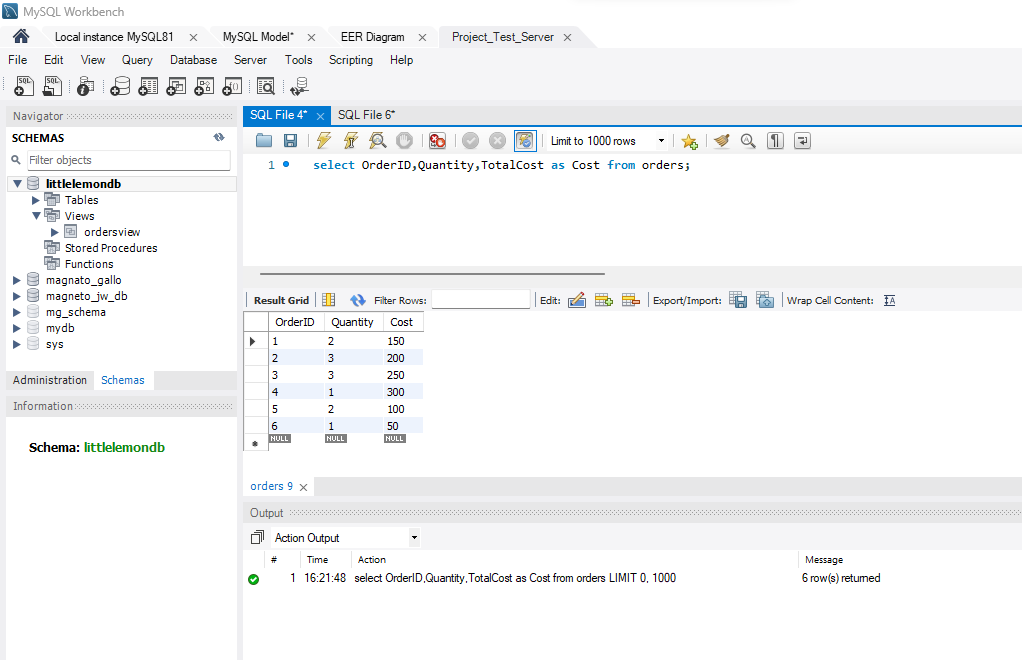 MySQL Workbench
Local instance MySQL81 MySQL Model* EER Diagram Project_Test_Server
File Edit View Query Database Server Tools Scripting Help
Navigator
SCHEMAS
Filter objects
littlelemondb
Tables
Views
ordersview
Stored Procedures
Functions
magnato_gallo
magneto_jw_db
mg_schema
mydb
sys
Administration Schemas
Information
Schema: littlelemondb
SQL File 4* SQL File 6*
Limit to 1000 rows
1 select OrderID,Quantity,TotalCost as Cost from orders;
Result Grid Filter Rows: Edit: Export/Import: Wrap Cell Content:
OrderID Quantity Cost
1 2 150
2 3 200
3 3 250
4 1 300
5 2 100
6 1 50
NULL NULL NULL
orders 9
Output
Action Output
# Time Action Message
1 16:21:48 select OrderID,Quantity,TotalCost as Cost from orders LIMIT 0, 1000 6 row(s) returned